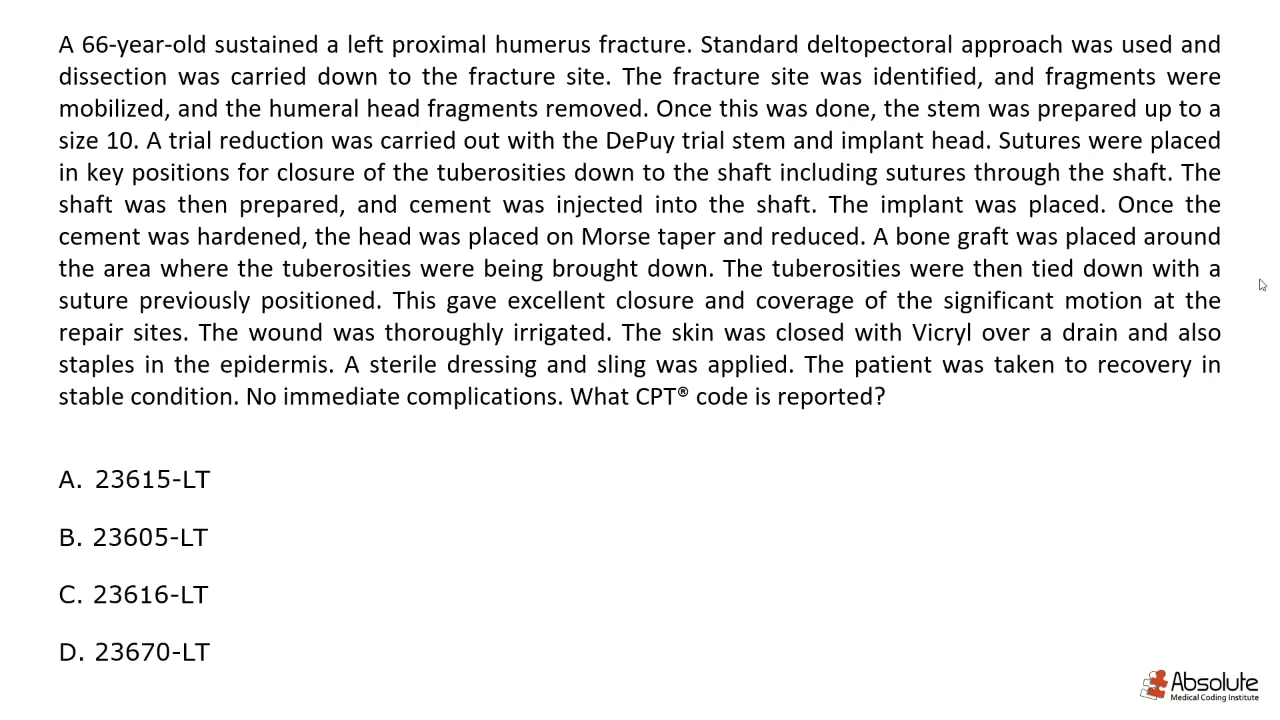 A 66-year-old sustained a left proximal humerus fracture. Standard deltopectoral approach was used and
dissection was carried down to the fracture site. The fracture site was identified, and fragments were
mobilized, and the humeral head fragments removed. Once this was done, the stem was prepared up to a
size 10. A trial reduction was carried out with the DePuy trial stem and implant head. Sutures were placed
in key positions for closure of the tuberosities down to the shaft including sutures through the shaft. The
shaft was then prepared, and cement was injected into the shaft. The implant was placed. Once the
cement was hardened, the head was placed on Morse taper and reduced. A bone graft was placed around
the area where the tuberosities were being brought down. The tuberosities were then tied down with a
suture previously positioned. This gave excellent closure and coverage of the significant motion at the
repair sites. The wound was thoroughly irrigated. The skin was closed with Vicryl over a drain and also
staples in the epidermis. A sterile dressing and sling was applied. The patient was taken to recovery in
stable condition. No immediate complications. What CPT® code is reported?
A. 23615-LT
B. 23605-LT
C. 23616-LT
D. 23670-LT
Absolute
Medical Coding Institute